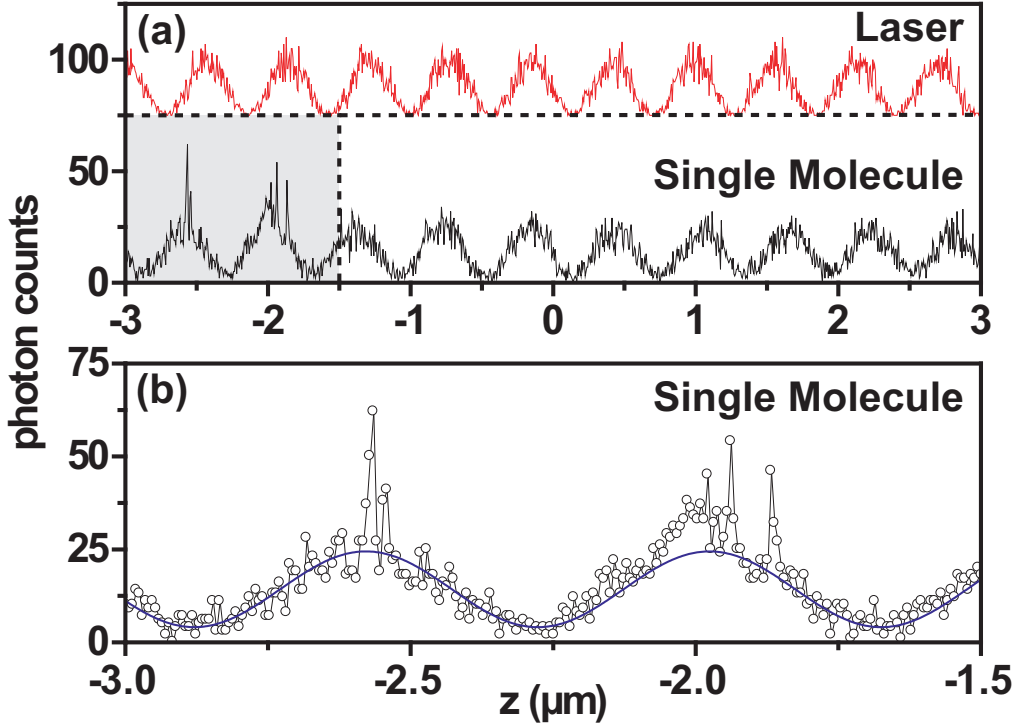 (a) Laser
100
50
Single Molecule
0
-3 -2 -1 0 1 2 3
photon counts
75
(b) Single Molecule
50
25
0
-3.0 -2.5 -2.0 -1.5
z (μm)